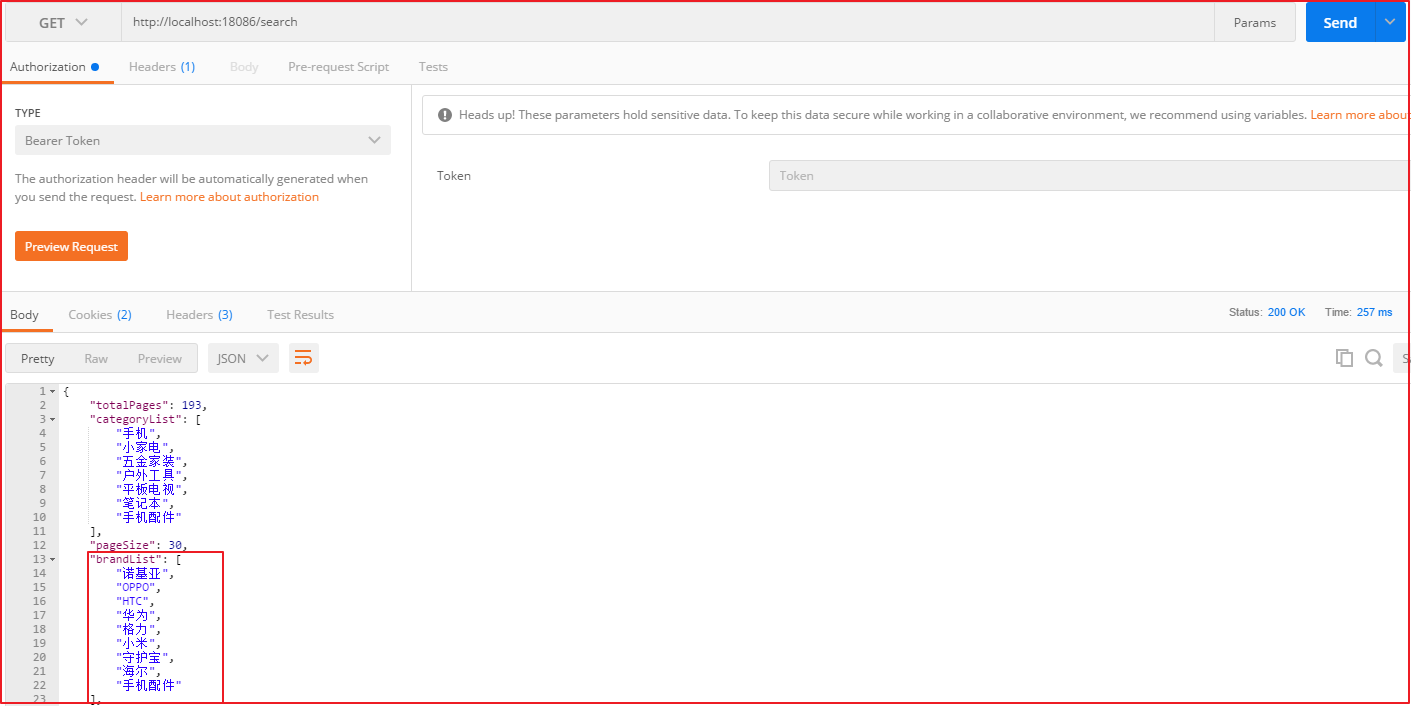 GET http://localhost:18086/search Params Send
Authorization Headers (1) Body Pre-request Script Tests
TYPE
Bearer Token
The authorization header will be automatically generated when
you send the request. Learn more about authorization
Preview Request
Heads up! These parameters hold sensitive data. To keep this data secure while working in a collaborative environment, we recommend using variables. Learn more about
Token Token
Body Cookies (2) Headers (3) Test Results Status: 200 OK Time: 257 ms
Pretty Raw Preview JSON S
1 {
2 "totalPages": 193,
3 "categoryList": [
4 "手机",
5 "小家电",
6 "五金家装",
7 "户外工具",
8 "平板电视",
9 "笔记本",
10 "手机配件"
11 ],
12 "pageSize": 30,
13 "brandList": [
14 "诺基亚",
15 "OPPO",
16 "HTC",
17 "华为",
18 "格力",
19 "小米",
20 "守护宝",
21 "海尔",
22 "手机配件"
23 ],